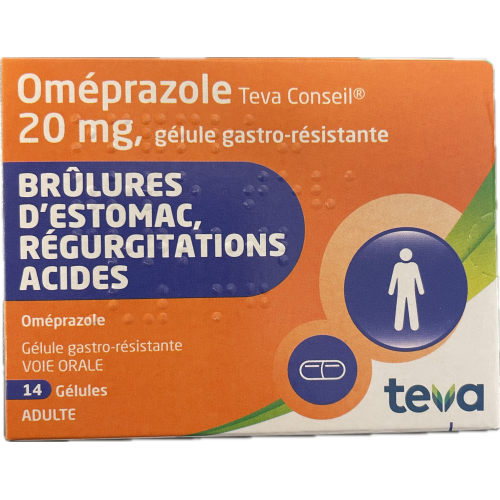 Oméprazole Teva Conseil®
20 mg, gélule gastro-résistante
BRÛLURES
D'ESTOMAC,
RÉGURGITATIONS
ACIDES
Oméprazole
Gélule gastro-résistante
VOIE ORALE
14 Gélules
ADULTE
teva